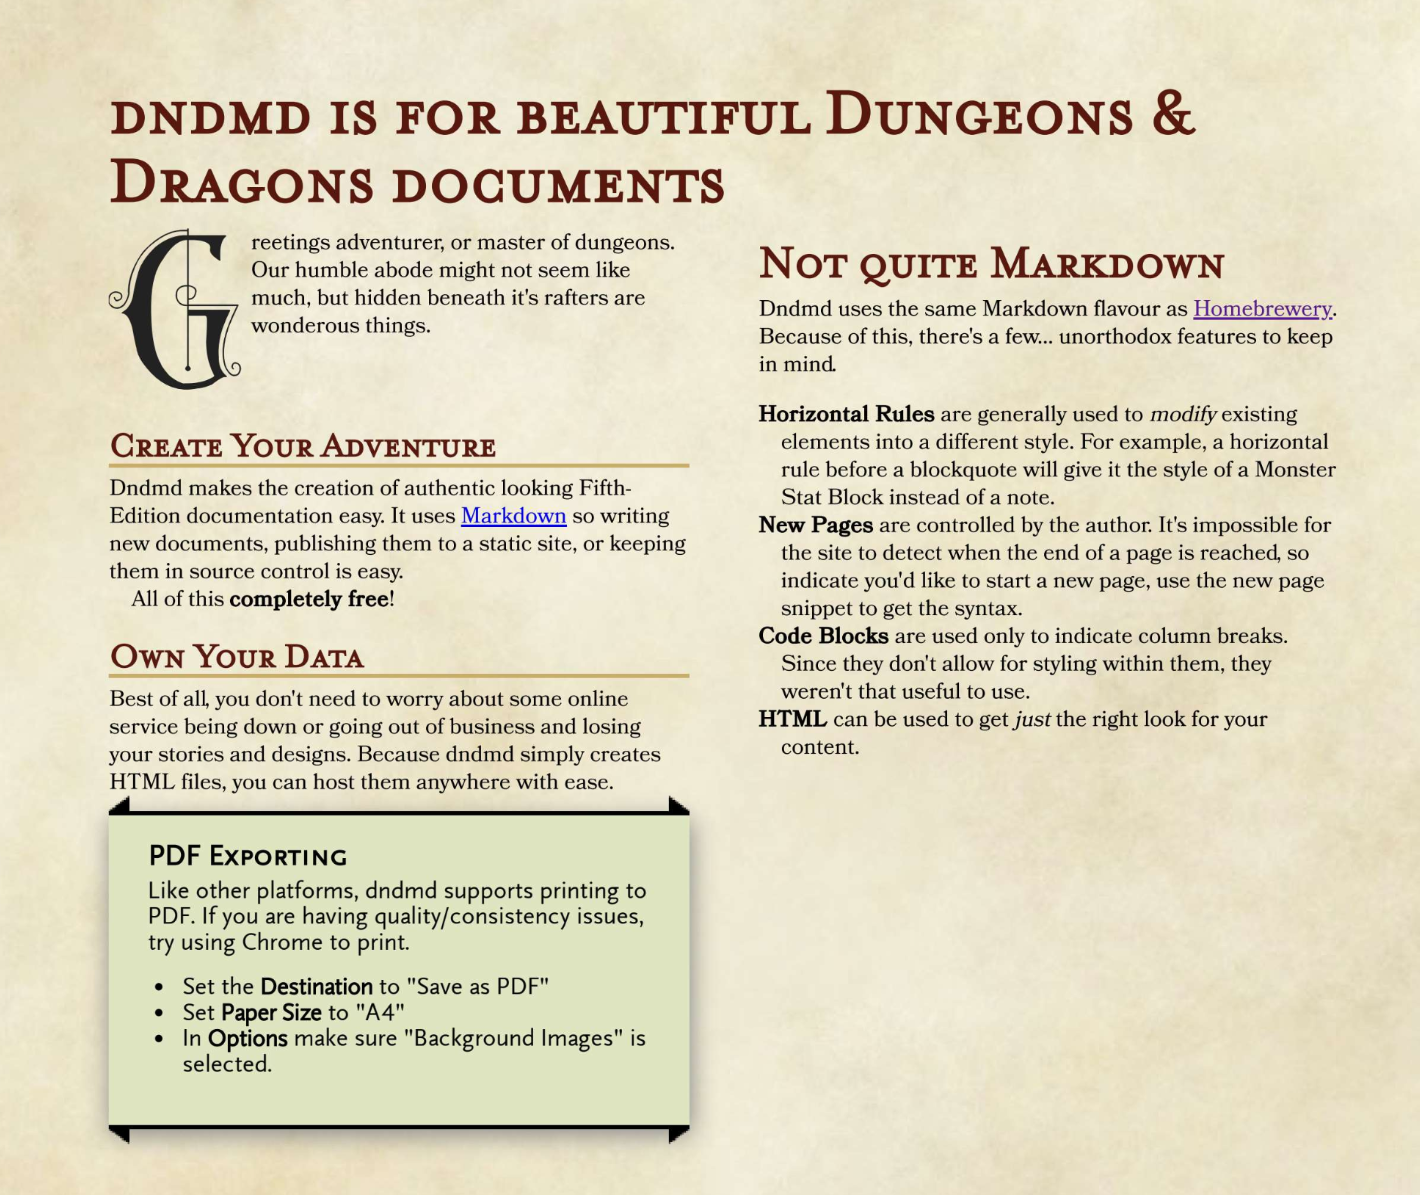 dndmd is for beautiful Dungeons &
Dragons documents
Greetings adventurer, or master of dungeons.
Our humble abode might not seem like
much, but hidden beneath it's rafters are
wonderous things.
Create Your Adventure
Dndmd makes the creation of authentic looking Fifth-
Edition documentation easy. It uses Markdown so writing
new documents, publishing them to a static site, or keeping
them in source control is easy.
All of this completely free!
Own Your Data
Best of all, you don't need to worry about some online
service being down or going out of business and losing
your stories and designs. Because dndmd simply creates
HTML files, you can host them anywhere with ease.
PDF Exporting
Like other platforms, dndmd supports printing to
PDF. If you are having quality/consistency issues,
try using Chrome to print.
• Set the Destination to "Save as PDF"
• Set Paper Size to "A4"
• In Options make sure "Background Images" is
selected.
Not quite Markdown
Dndmd uses the same Markdown flavour as Homebrewery.
Because of this, there's a few... unorthodox features to keep
in mind.
Horizontal Rules are generally used to modify existing
elements into a different style. For example, a horizontal
rule before a blockquote will give it the style of a Monster
Stat Block instead of a note.
New Pages are controlled by the author. It's impossible for
the site to detect when the end of a page is reached, so
indicate you'd like to start a new page, use the new page
snippet to get the syntax.
Code Blocks are used only to indicate column breaks.
Since they don't allow for styling within them, they
weren't that useful to use.
HTML can be used to get just the right look for your
content.